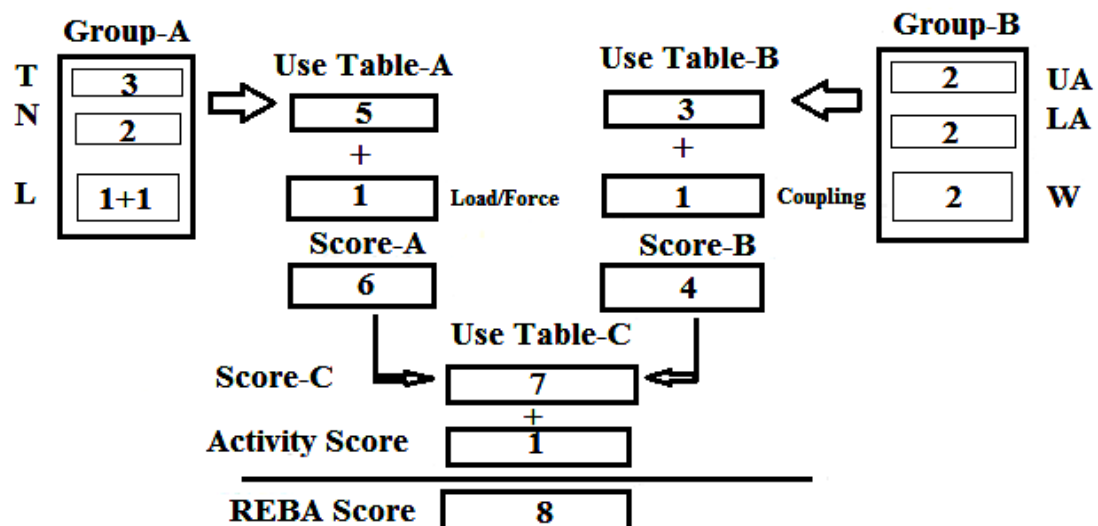 Group-A
Group-B
Use Table-A
Use Table-B
T
3
2
UA
N
2
5
3
2
LA
+
+
L
1+1
1
Load/Force
1
Coupling
2
W
Score-A
Score-B
6
4
Use Table-C
Score-C
7
+
Activity Score
1
REBA Score
8